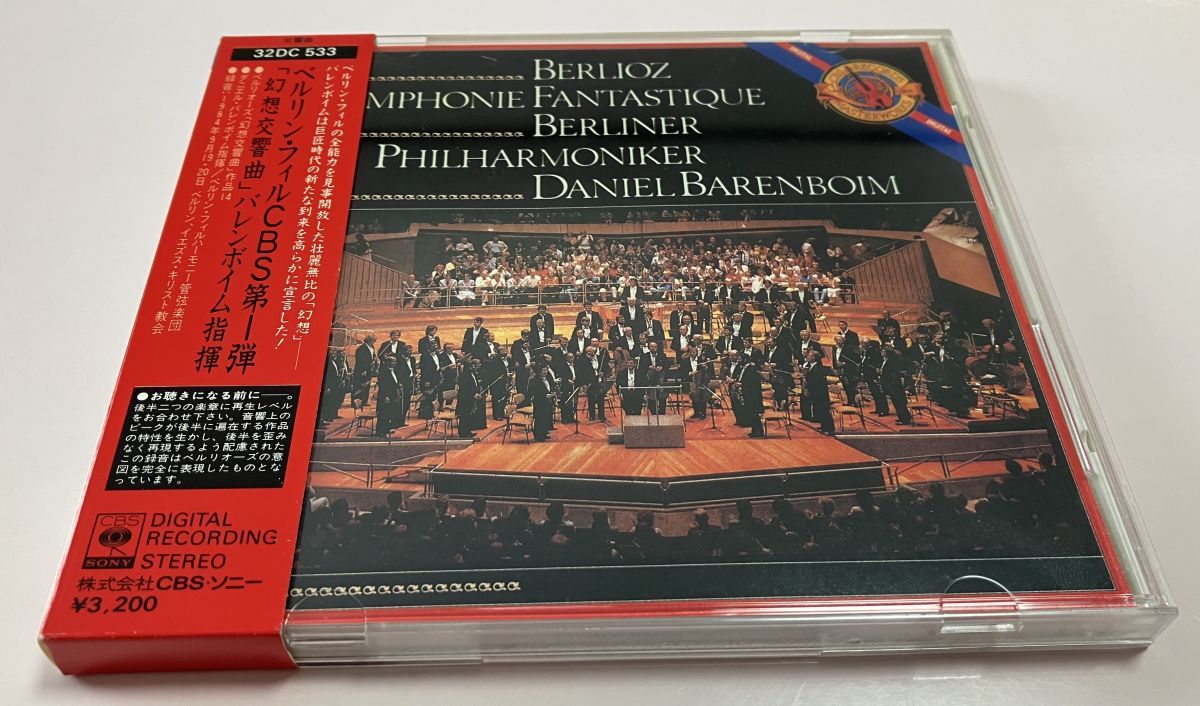 交響曲
32DC 533
ベルリン・フィルの全能力を見事開放した壮麗無比の「幻想」——
バレンボイムは巨匠時代の新たな到来を高らかに宣言した!
ベルリン・フィルCBS第一弾
「幻想交響曲」バレンボイム指揮
●ベルリオーズ「幻想交響曲」作品14
●ダニエル・バレンボイム指揮/ベルリン・フィルハーモニー管弦楽団
●録音・1984年9月19・20日 ベルリン、イエズス・キリスト教会
●お聴きになる前に——。
後半二つの楽章に再生レベル
をお合わせ下さい。音響上の
ピークが後半に遍在する作品
の特性を生かし、後半を歪み
なく再現するよう配慮された
この録音はベルリオーズの意
図を完全に表現したものとな
っています。
CBS
SONY
DIGITAL
RECORDING
STEREO
株式会社CBS・ソニー
¥3,200
BERLIOZ
MPHONIE FANTASTIQUE
BERLINER
PHILHARMONIKER
DANIEL BARENBOIM
DIGITAL
RECORDS
MASTERWORKS
DIGITAL